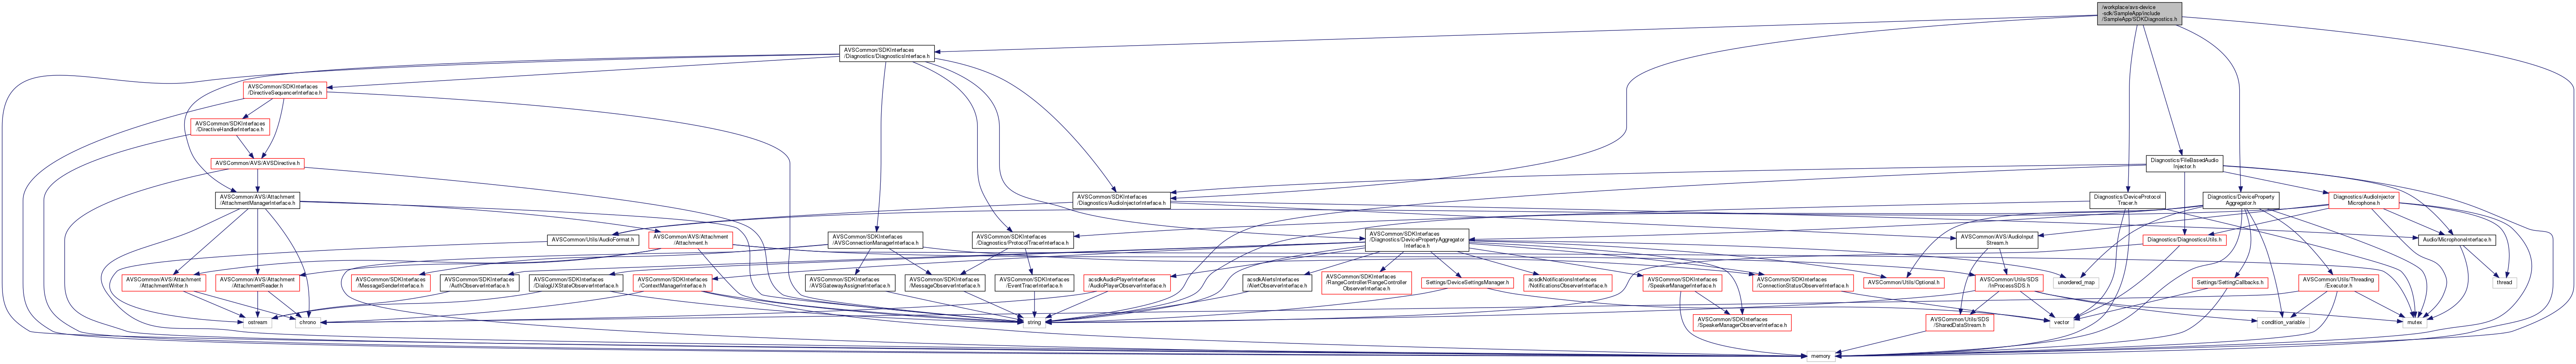 /workplace/avs-device
-sdk/SampleApp/include
/SampleApp/SDKDiagnostics.h
AVSCommon/SDKInterfaces
/Diagnostics/DiagnosticsInterface.h
AVSCommon/SDKInterfaces
/DirectiveSequencerInterface.h
AVSCommon/SDKInterfaces
/DirectiveHandlerInterface.h
AVSCommon/AVS/AVSDirective.h
Diagnostics/FileBasedAudio
Injector.h
AVSCommon/AVS/Attachment
/AttachmentManagerInterface.h
AVSCommon/SDKInterfaces
/Diagnostics/AudioInjectorInterface.h
Diagnostics/DeviceProtocol
Tracer.h
Diagnostics/DeviceProperty
Aggregator.h
Diagnostics/AudioInjector
Microphone.h
AVSCommon/Utils/AudioFormat.h
AVSCommon/AVS/Attachment
/Attachment.h
AVSCommon/SDKInterfaces
/AVSConnectionManagerInterface.h
AVSCommon/SDKInterfaces
/Diagnostics/ProtocolTracerInterface.h
AVSCommon/SDKInterfaces
/Diagnostics/DevicePropertyAggregator
Interface.h
AVSCommon/AVS/AudioInput
Stream.h
Diagnostics/DiagnosticsUtils.h
Audio/MicrophoneInterface.h
AVSCommon/AVS/Attachment
/AttachmentWriter.h
AVSCommon/AVS/Attachment
/AttachmentReader.h
AVSCommon/SDKInterfaces
/MessageSenderInterface.h
AVSCommon/SDKInterfaces
/AuthObserverInterface.h
AVSCommon/SDKInterfaces
/DialogUXStateObserverInterface.h
AVSCommon/SDKInterfaces
/ContextManagerInterface.h
AVSCommon/SDKInterfaces
/AVSGatewayAssignerInterface.h
AVSCommon/SDKInterfaces
/MessageObserverInterface.h
AVSCommon/SDKInterfaces
/EventTracerInterface.h
acsdkAudioPlayerInterfaces
/AudioPlayerObserverInterface.h
acsdkAlertsInterfaces
/AlertObserverInterface.h
AVSCommon/SDKInterfaces
/RangeController/RangeController
ObserverInterface.h
Settings/DeviceSettingsManager.h
acsdkNotificationsInterfaces
/NotificationsObserverInterface.h
AVSCommon/SDKInterfaces
/SpeakerManagerInterface.h
AVSCommon/SDKInterfaces
/ConnectionStatusObserverInterface.h
AVSCommon/Utils/Optional.h
AVSCommon/Utils/SDS
/InProcessSDS.h
unordered_map
Settings/SettingCallbacks.h
AVSCommon/Utils/Threading
/Executor.h
thread
ostream
chrono
string
AVSCommon/SDKInterfaces
/SpeakerManagerObserverInterface.h
AVSCommon/Utils/SDS
/SharedDataStream.h
vector
condition_variable
mutex
memory